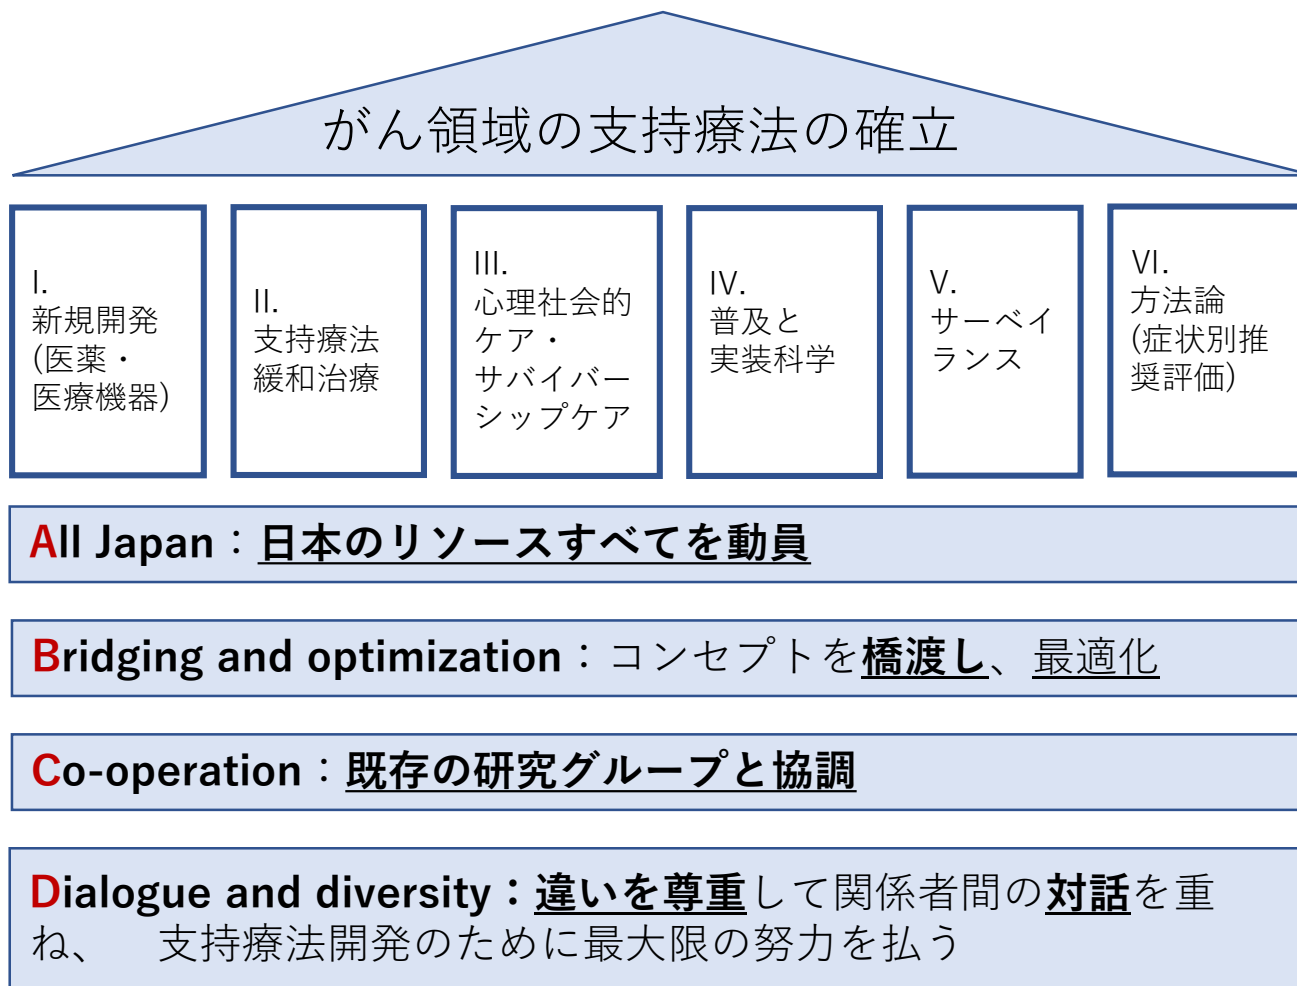 がん領域の支持療法の確立
I.
新規開発
(医薬・
医療機器)
II.
支持療法
緩和治療
III.
心理社会的
ケア・
サバイバー
シップケア
IV.
普及と
実装科学
V.
サーベイ
ランス
VI.
方法論
(症状別推
奨評価)
All Japan：日本のリソースすべてを動員
Bridging and optimization：コンセプトを橋渡し、最適化
Co-operation：既存の研究グループと協調
Dialogue and diversity：違いを尊重して関係者間の対話を重
ね、　支持療法開発のために最大限の努力を払う